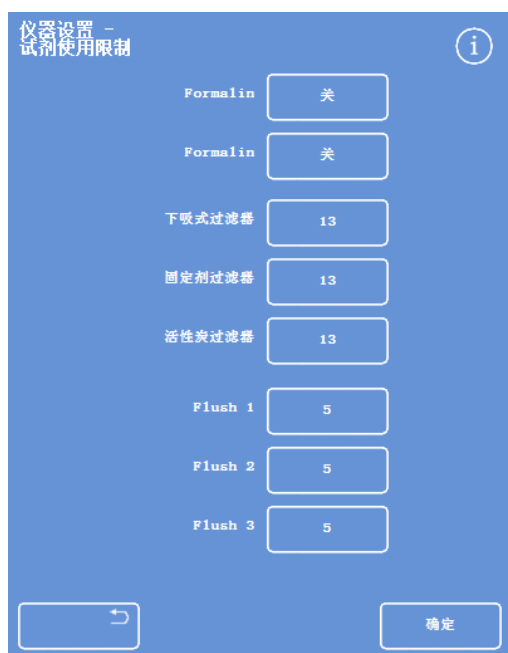 仪器设置 -
试剂使用限制
i
Formalin 关
Formalin 关
下吸式过滤器 13
固定剂过滤器 13
活性炭过滤器 13
Flush 1 5
Flush 2 5
Flush 3 5
确定